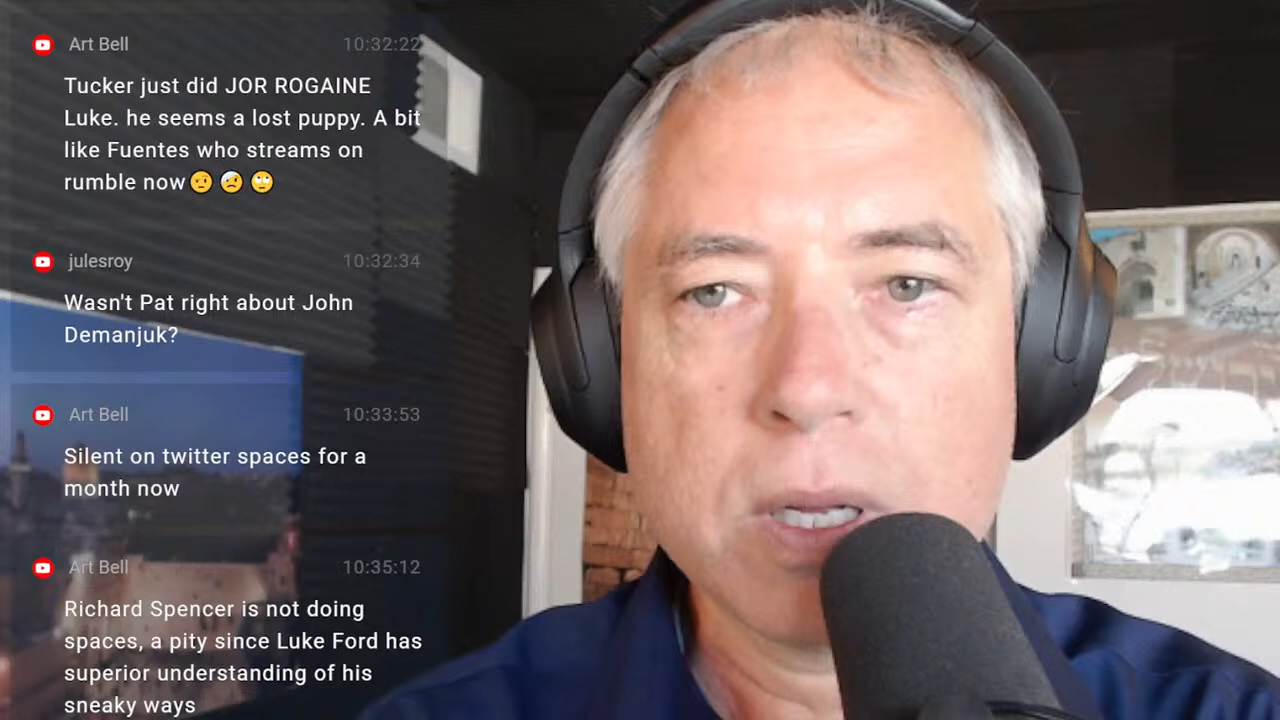 Art Bell 10:32:22
Tucker just did JOR ROGAINE
Luke. he seems a lost puppy. A bit
like Fuentes who streams on
rumble now🤨 🤕 🙄
julesroy 10:32:34
Wasn't Pat right about John
Demanjuk?
Art Bell 10:33:53
Silent on twitter spaces for a
month now
Art Bell 10:35:12
Richard Spencer is not doing
spaces, a pity since Luke Ford has
superior understanding of his
sneaky ways